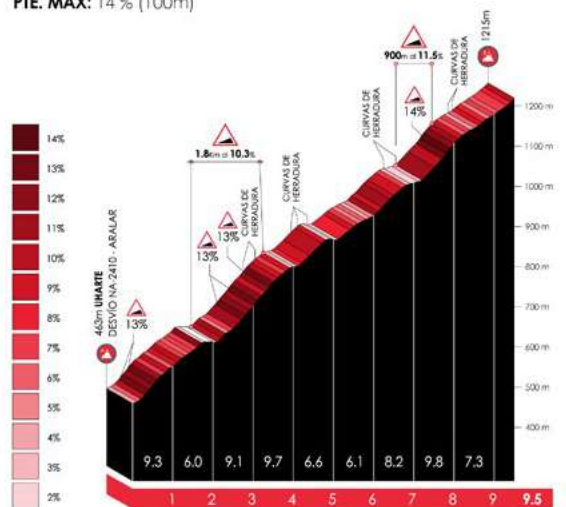 PTE. MÁX: 14 % (100m)
1215m
CURVAS DE
HERRADURA
900m al 11.5%
14%
CURVAS DE
HERRADURA
1.8Km al 10.3%
CURVAS DE
HERRADURA
CURVAS DE
HERRADURA
13%
13%
13%
463m UHARTE
DESVÍO NA-2410 - ARALAR
14%
13%
12%
11%
10%
9%
8%
7%
6%
5%
4%
3%
2%
1200 m
1100 m
1000 m
900 m
800 m
700 m
600 m
500 m
400 m
9.3 6.0 9.1 9.7 6.6 6.1 8.2 9.8 7.3
1 2 3 4 5 6 7 8 9 9.5